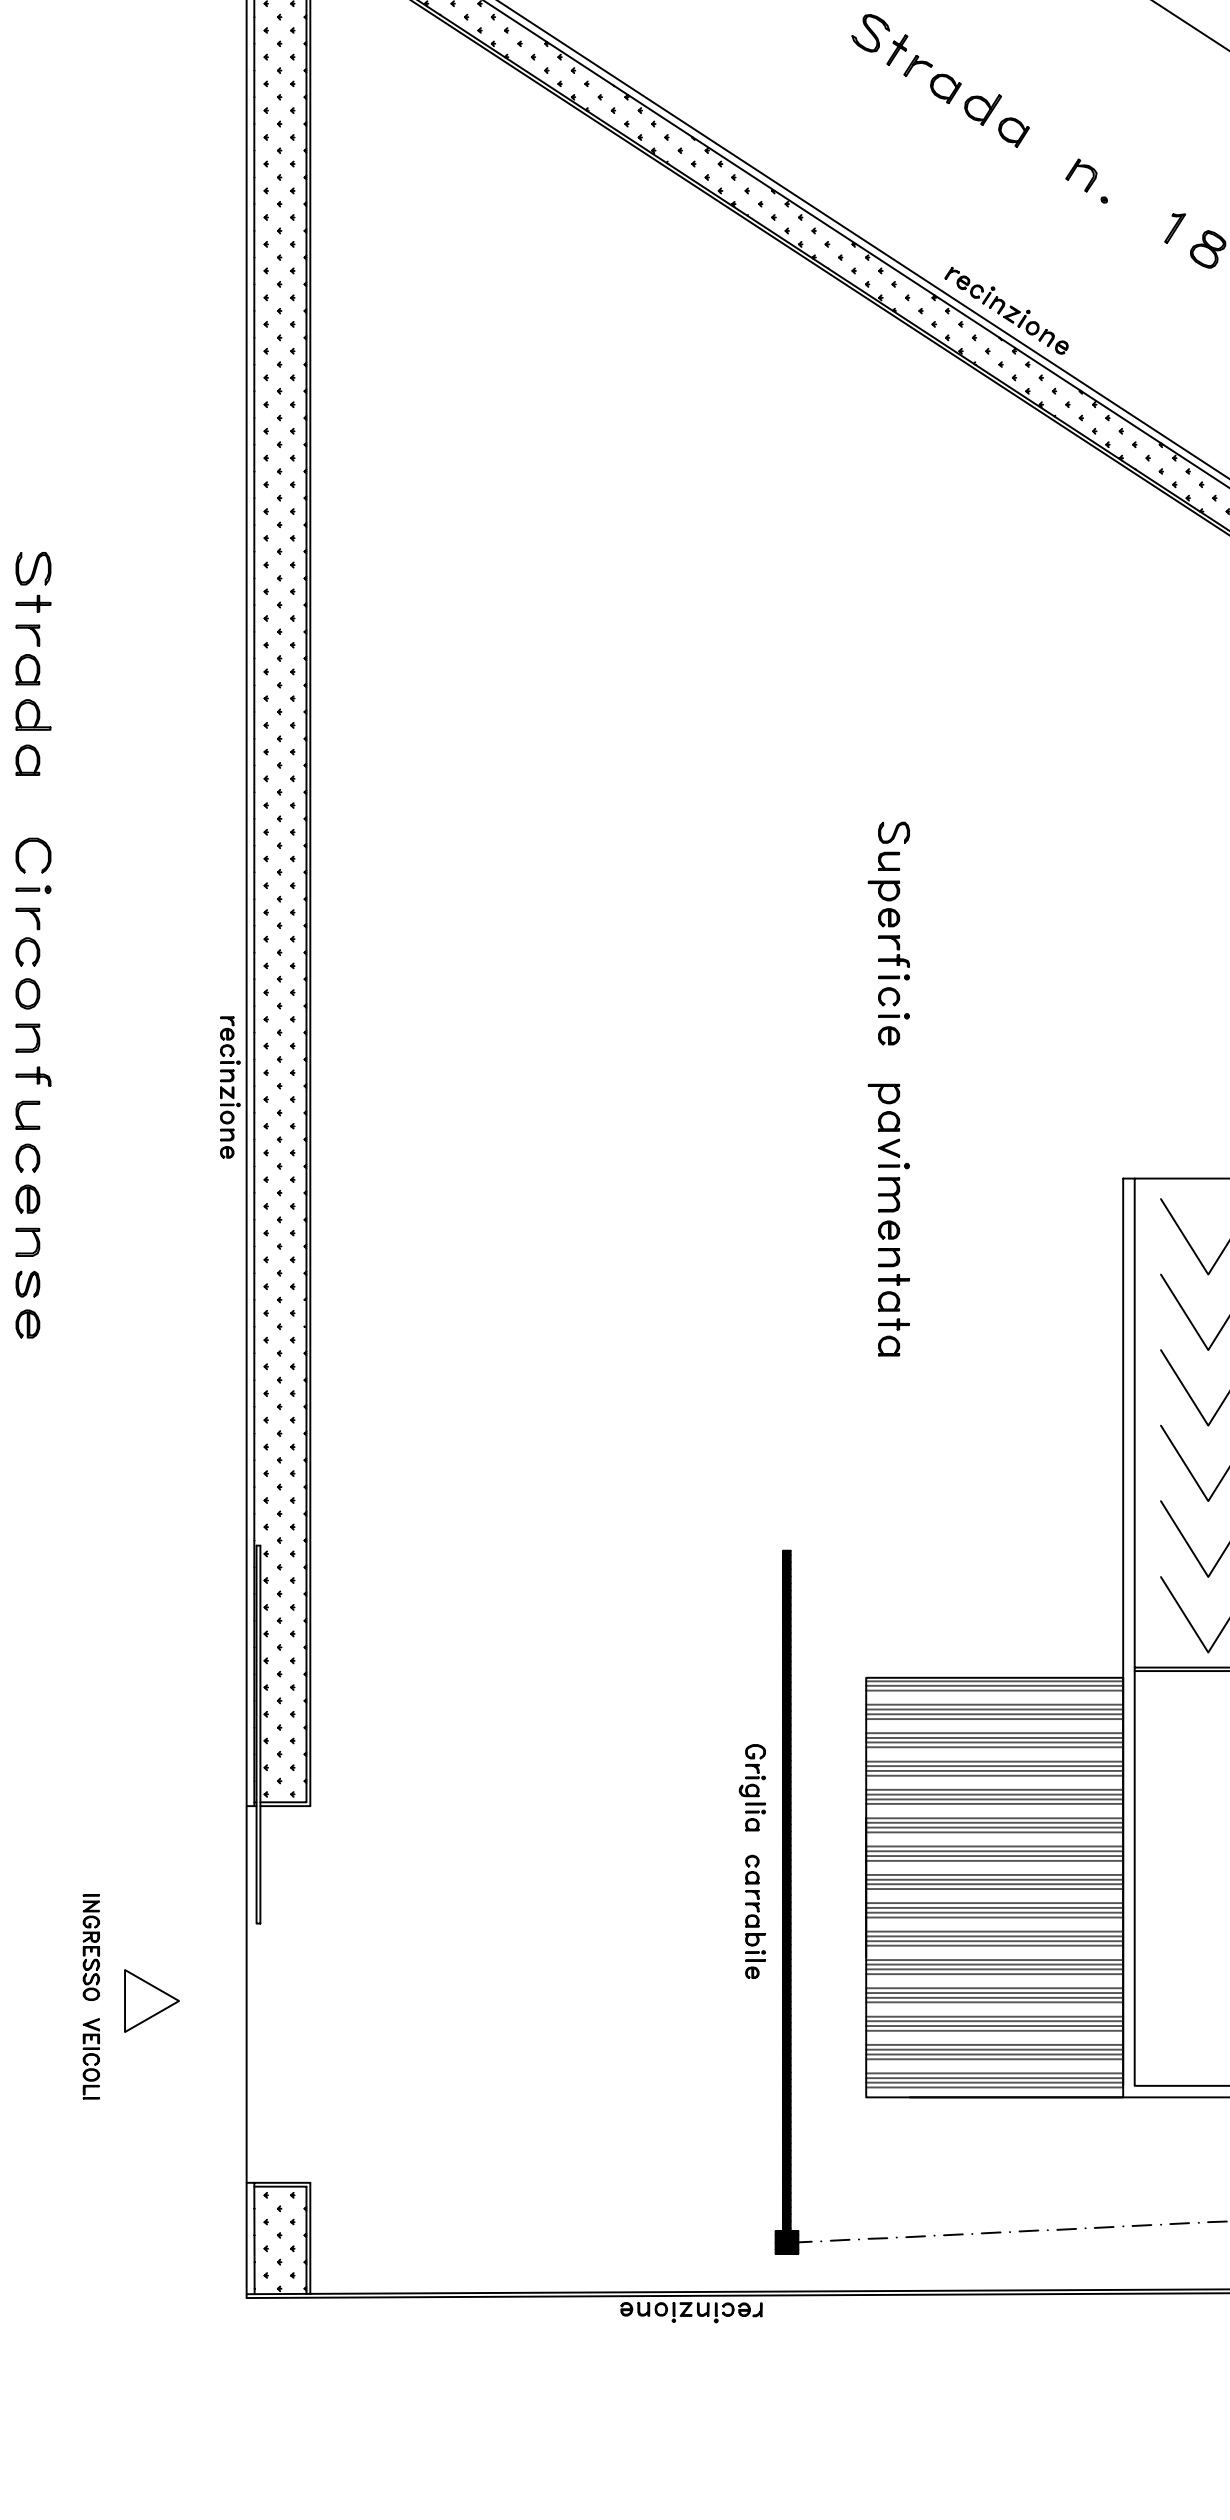 Strada n. 18
recinzione
Superficie pavimentata
Strada Circonfucense
recinzione
Griglia carrabile
INGRESSO VEICOLI
recinzione